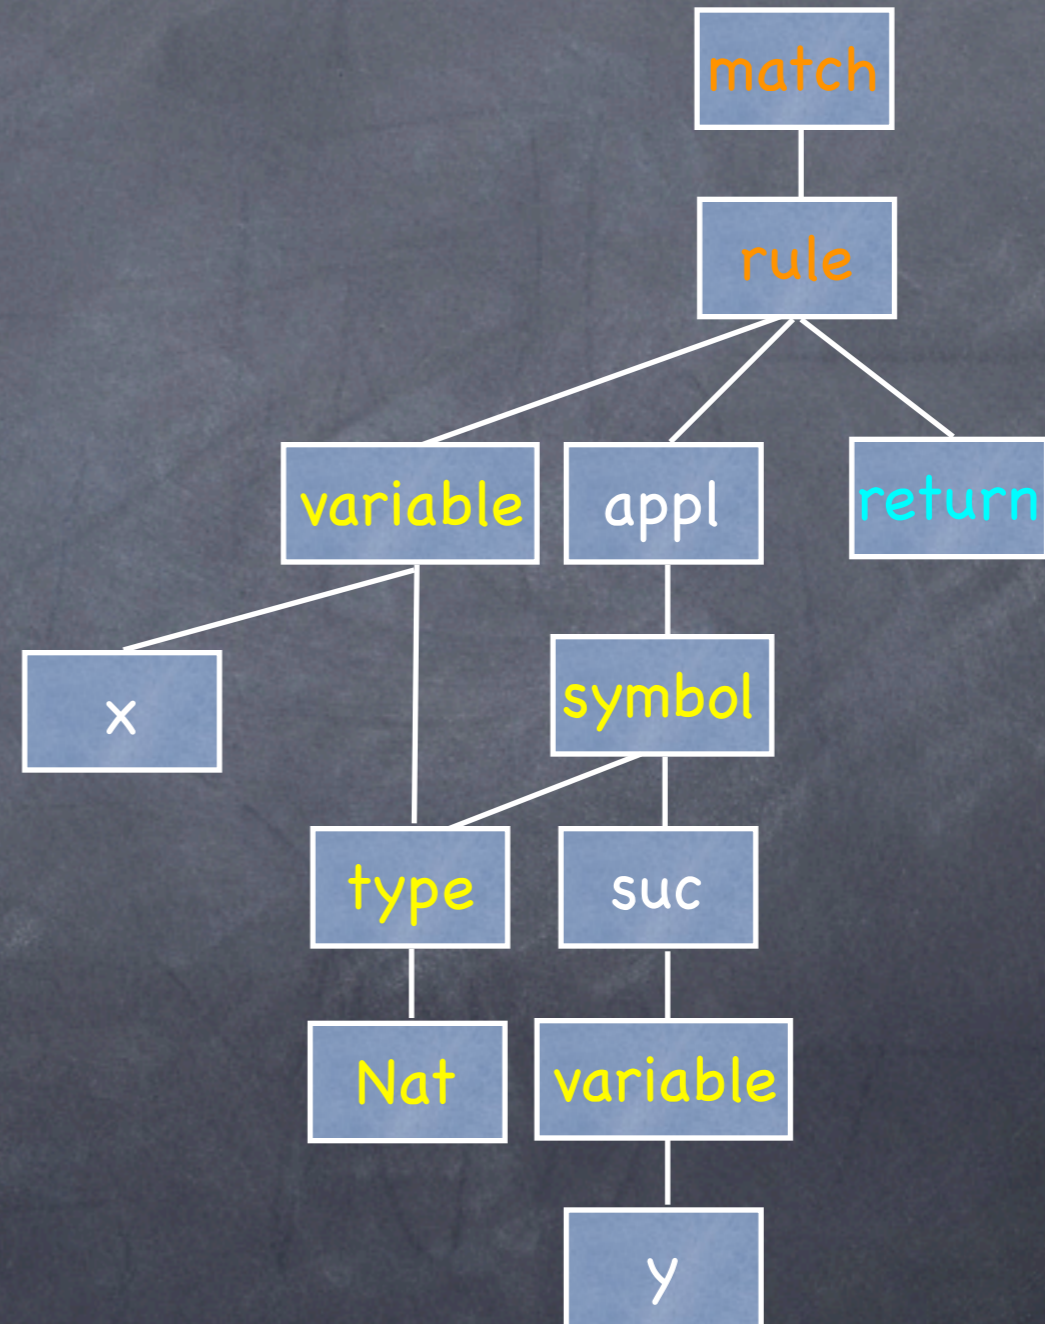 match
rule
variable
appl
return
symbol
x
type
suc
Nat
variable
y